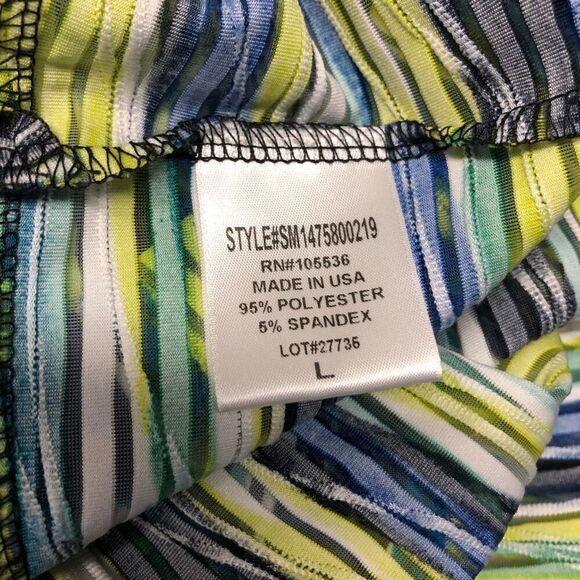 STYLE#SM1475800219
RN#105536
MADE IN USA
95% POLYESTER
5% SPANDEX
LOT#27735
L